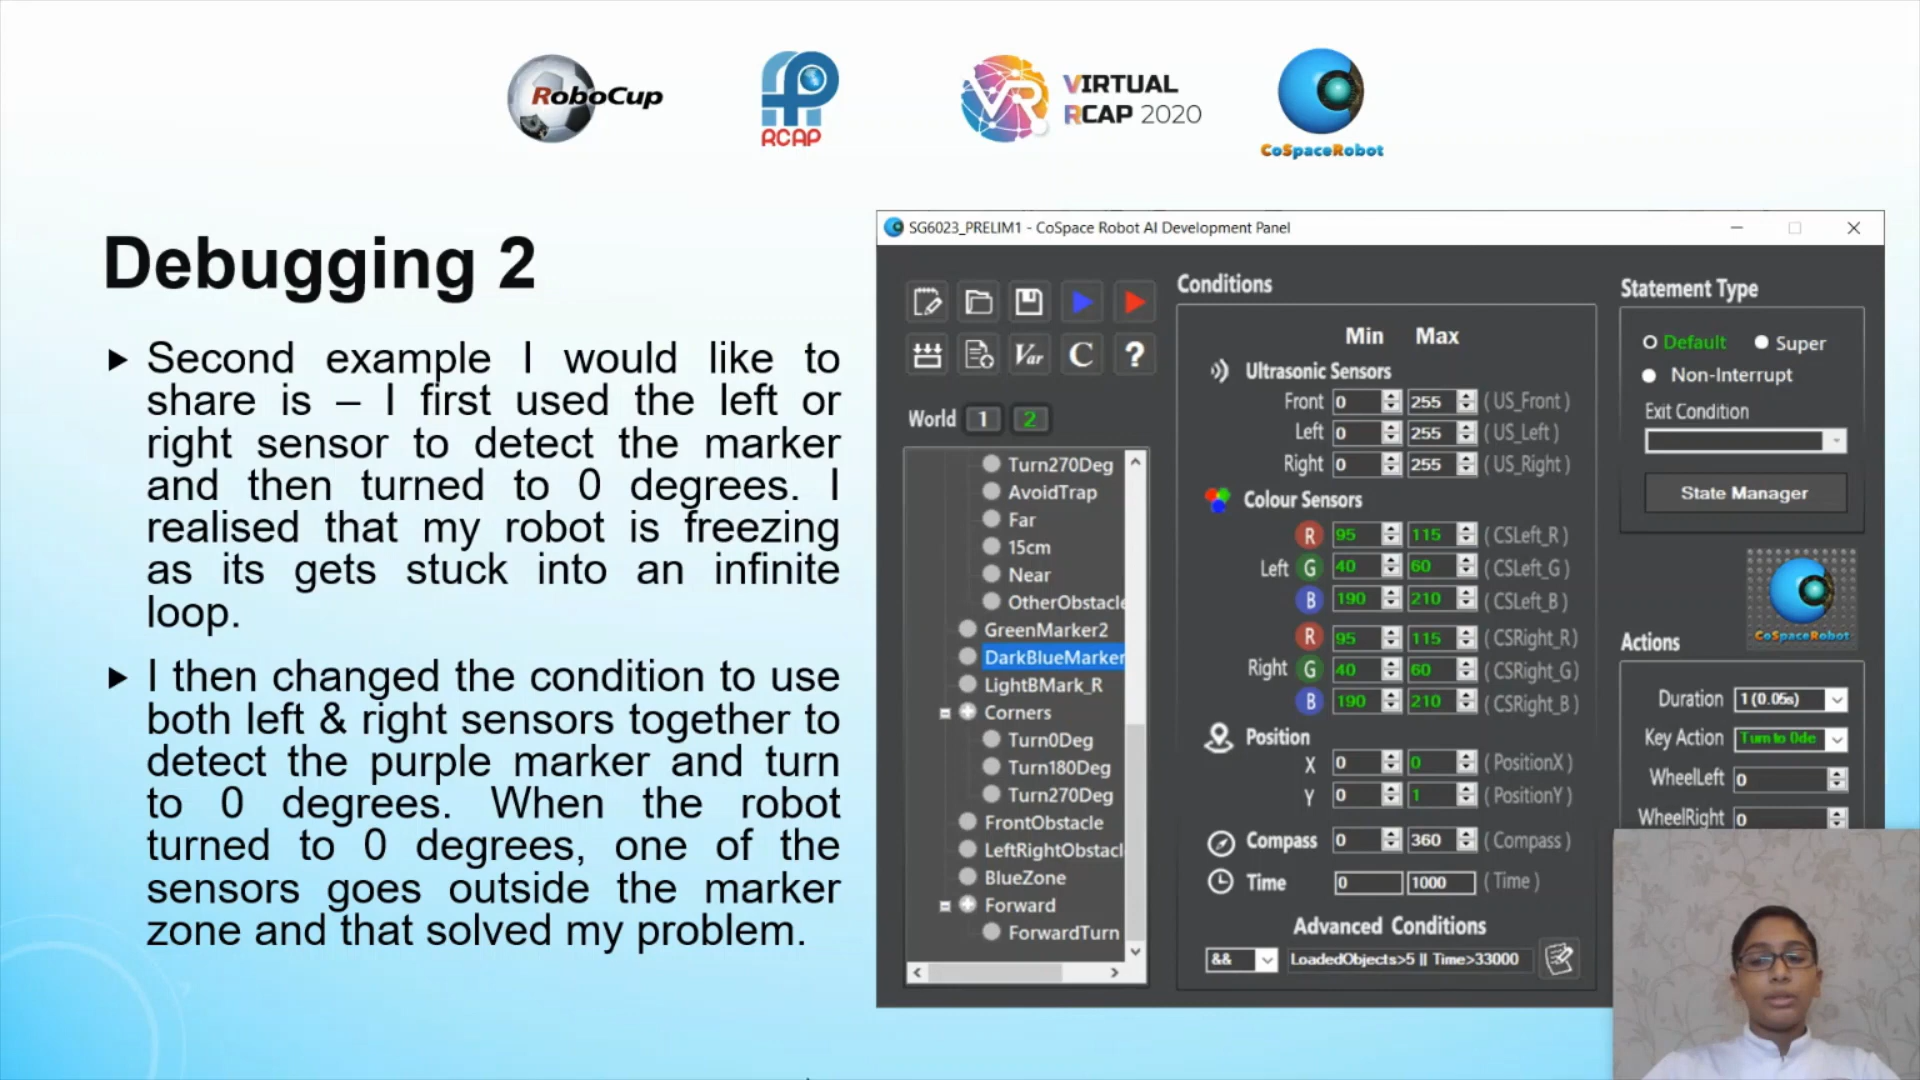 RoboCup
RCAP
VR
VIRTUAL
RCAP 2020
CoSpaceRobot
Debugging 2
Second example I would like to
share is – I first used the left or
right sensor to detect the marker
and then turned to 0 degrees. I
realised that my robot is freezing
as its gets stuck into an infinite
loop.
I then changed the condition to use
both left & right sensors together to
detect the purple marker and turn
to 0 degrees. When the robot
turned to 0 degrees, one of the
sensors goes outside the marker
zone and that solved my problem.
SG6023_PRELIM1 - CoSpace Robot AI Development Panel
Var C ?
World 1 2
Turn270Deg
AvoidTrap
Far
15cm
Near
OtherObstacle
GreenMarker2
DarkBlueMarker
LightBMark_R
Corners
Turn0Deg
Turn180Deg
Turn270Deg
FrontObstacle
LeftRightObstacl
BlueZone
Forward
ForwardTurn
Conditions
Min Max
Ultrasonic Sensors
Front 0 255 ( US_Front )
Left 0 255 ( US_Left )
Right 0 255 ( US_Right )
Colour Sensors
R 95 115 ( CSLeft_R )
Left G 40 60 ( CSLeft_G )
B 190 210 ( CSLeft_B )
R 95 115 ( CSRight_R )
Right G 40 60 ( CSRight_G )
B 190 210 ( CSRight_B )
Position
X 0 0 ( PositionX )
Y 0 1 ( PositionY )
Compass 0 360 ( Compass )
Time 0 1000 ( Time )
Advanced Conditions
&& LoadedObjects>5 || Time>33000
Statement Type
Default Super
Non-Interrupt
Exit Condition
State Manager
CoSpaceRobot
Actions
Duration 1 (0.05s)
Key Action Turn to 0de
WheelLeft 0
WheelRight 0